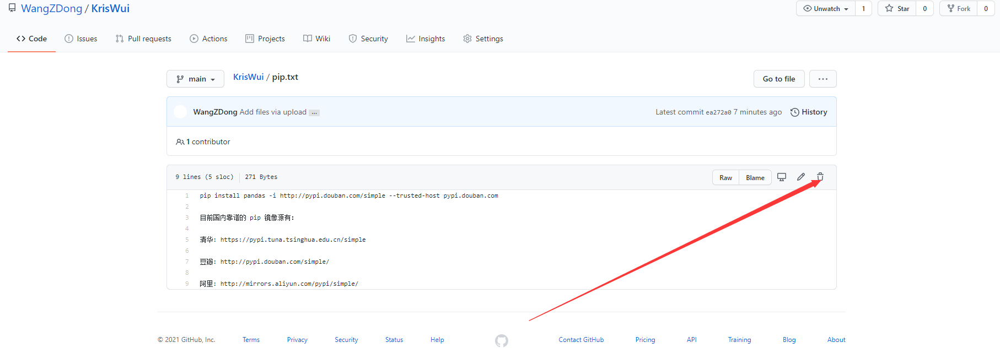 WangZDong / KrisWui
Unwatch 1 Star 0 Fork 0
Code Issues Pull requests Actions Projects Wiki Security Insights Settings
main KrisWui / pip.txt Go to file ...
WangZDong Add files via upload ... Latest commit ea272a0 7 minutes ago History
1 contributor
9 lines (5 sloc) 271 Bytes Raw Blame
1 pip install pandas -i http://pypi.douban.com/simple --trusted-host pypi.douban.com
2
3 目前国内靠谱的 pip 镜像源有：
4
5 清华: https://pypi.tuna.tsinghua.edu.cn/simple
6
7 豆瓣: http://pypi.douban.com/simple/
8
9 阿里: http://mirrors.aliyun.com/pypi/simple/
© 2021 GitHub, Inc. Terms Privacy Security Status Help Contact GitHub Pricing API Training Blog About